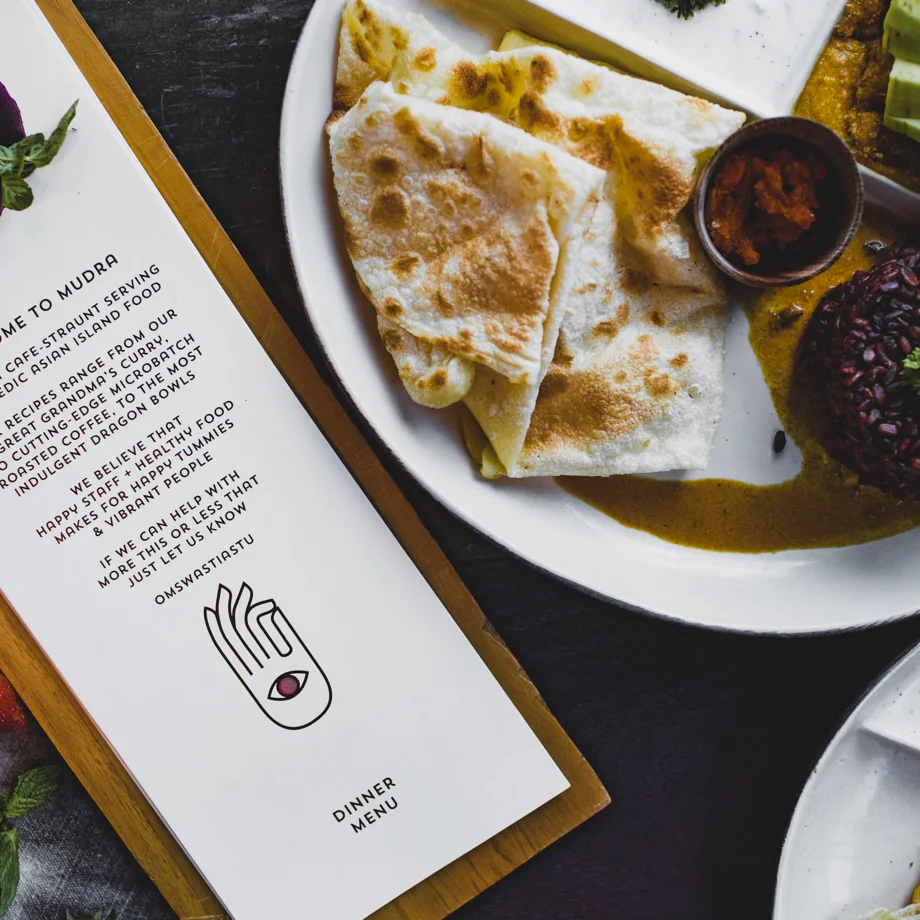 OME TO MUDRA
CAFE-STRAUNT SERVING
EDIC ASIAN ISLAND FOOD
RECIPES RANGE FROM OUR
GREAT GRANDMA'S CURRY,
O CUTTING-EDGE MICROBATCH
ROASTED COFFEE, TO THE MOST
INDULGENT DRAGON BOWLS
WE BELIEVE THAT
HAPPY STAFF + HEALTHY FOOD
MAKES FOR HAPPY TUMMIES
& VIBRANT PEOPLE
IF WE CAN HELP WITH
MORE THIS OR LESS THAT
JUST LET US KNOW
OMSWASTIASTU
DINNER
MENU